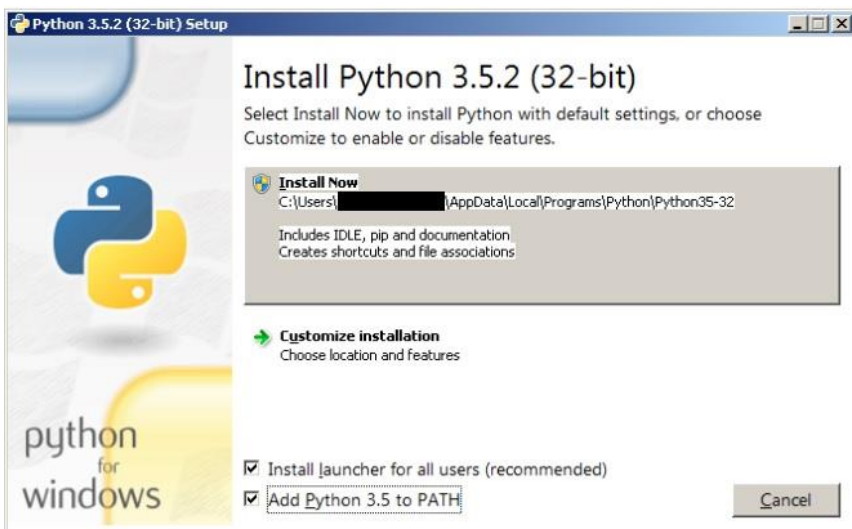 Python 3.5.2 (32-bit) Setup
Install Python 3.5.2 (32-bit)
Select Install Now to install Python with default settings, or choose
Customize to enable or disable features.
Install Now
C:\Users\ \AppData\Local\Programs\Python\Python35-32
Includes IDLE, pip and documentation
Creates shortcuts and file associations
Customize installation
Choose location and features
python
for
windows
Install launcher for all users (recommended)
Add Python 3.5 to PATH
Cancel